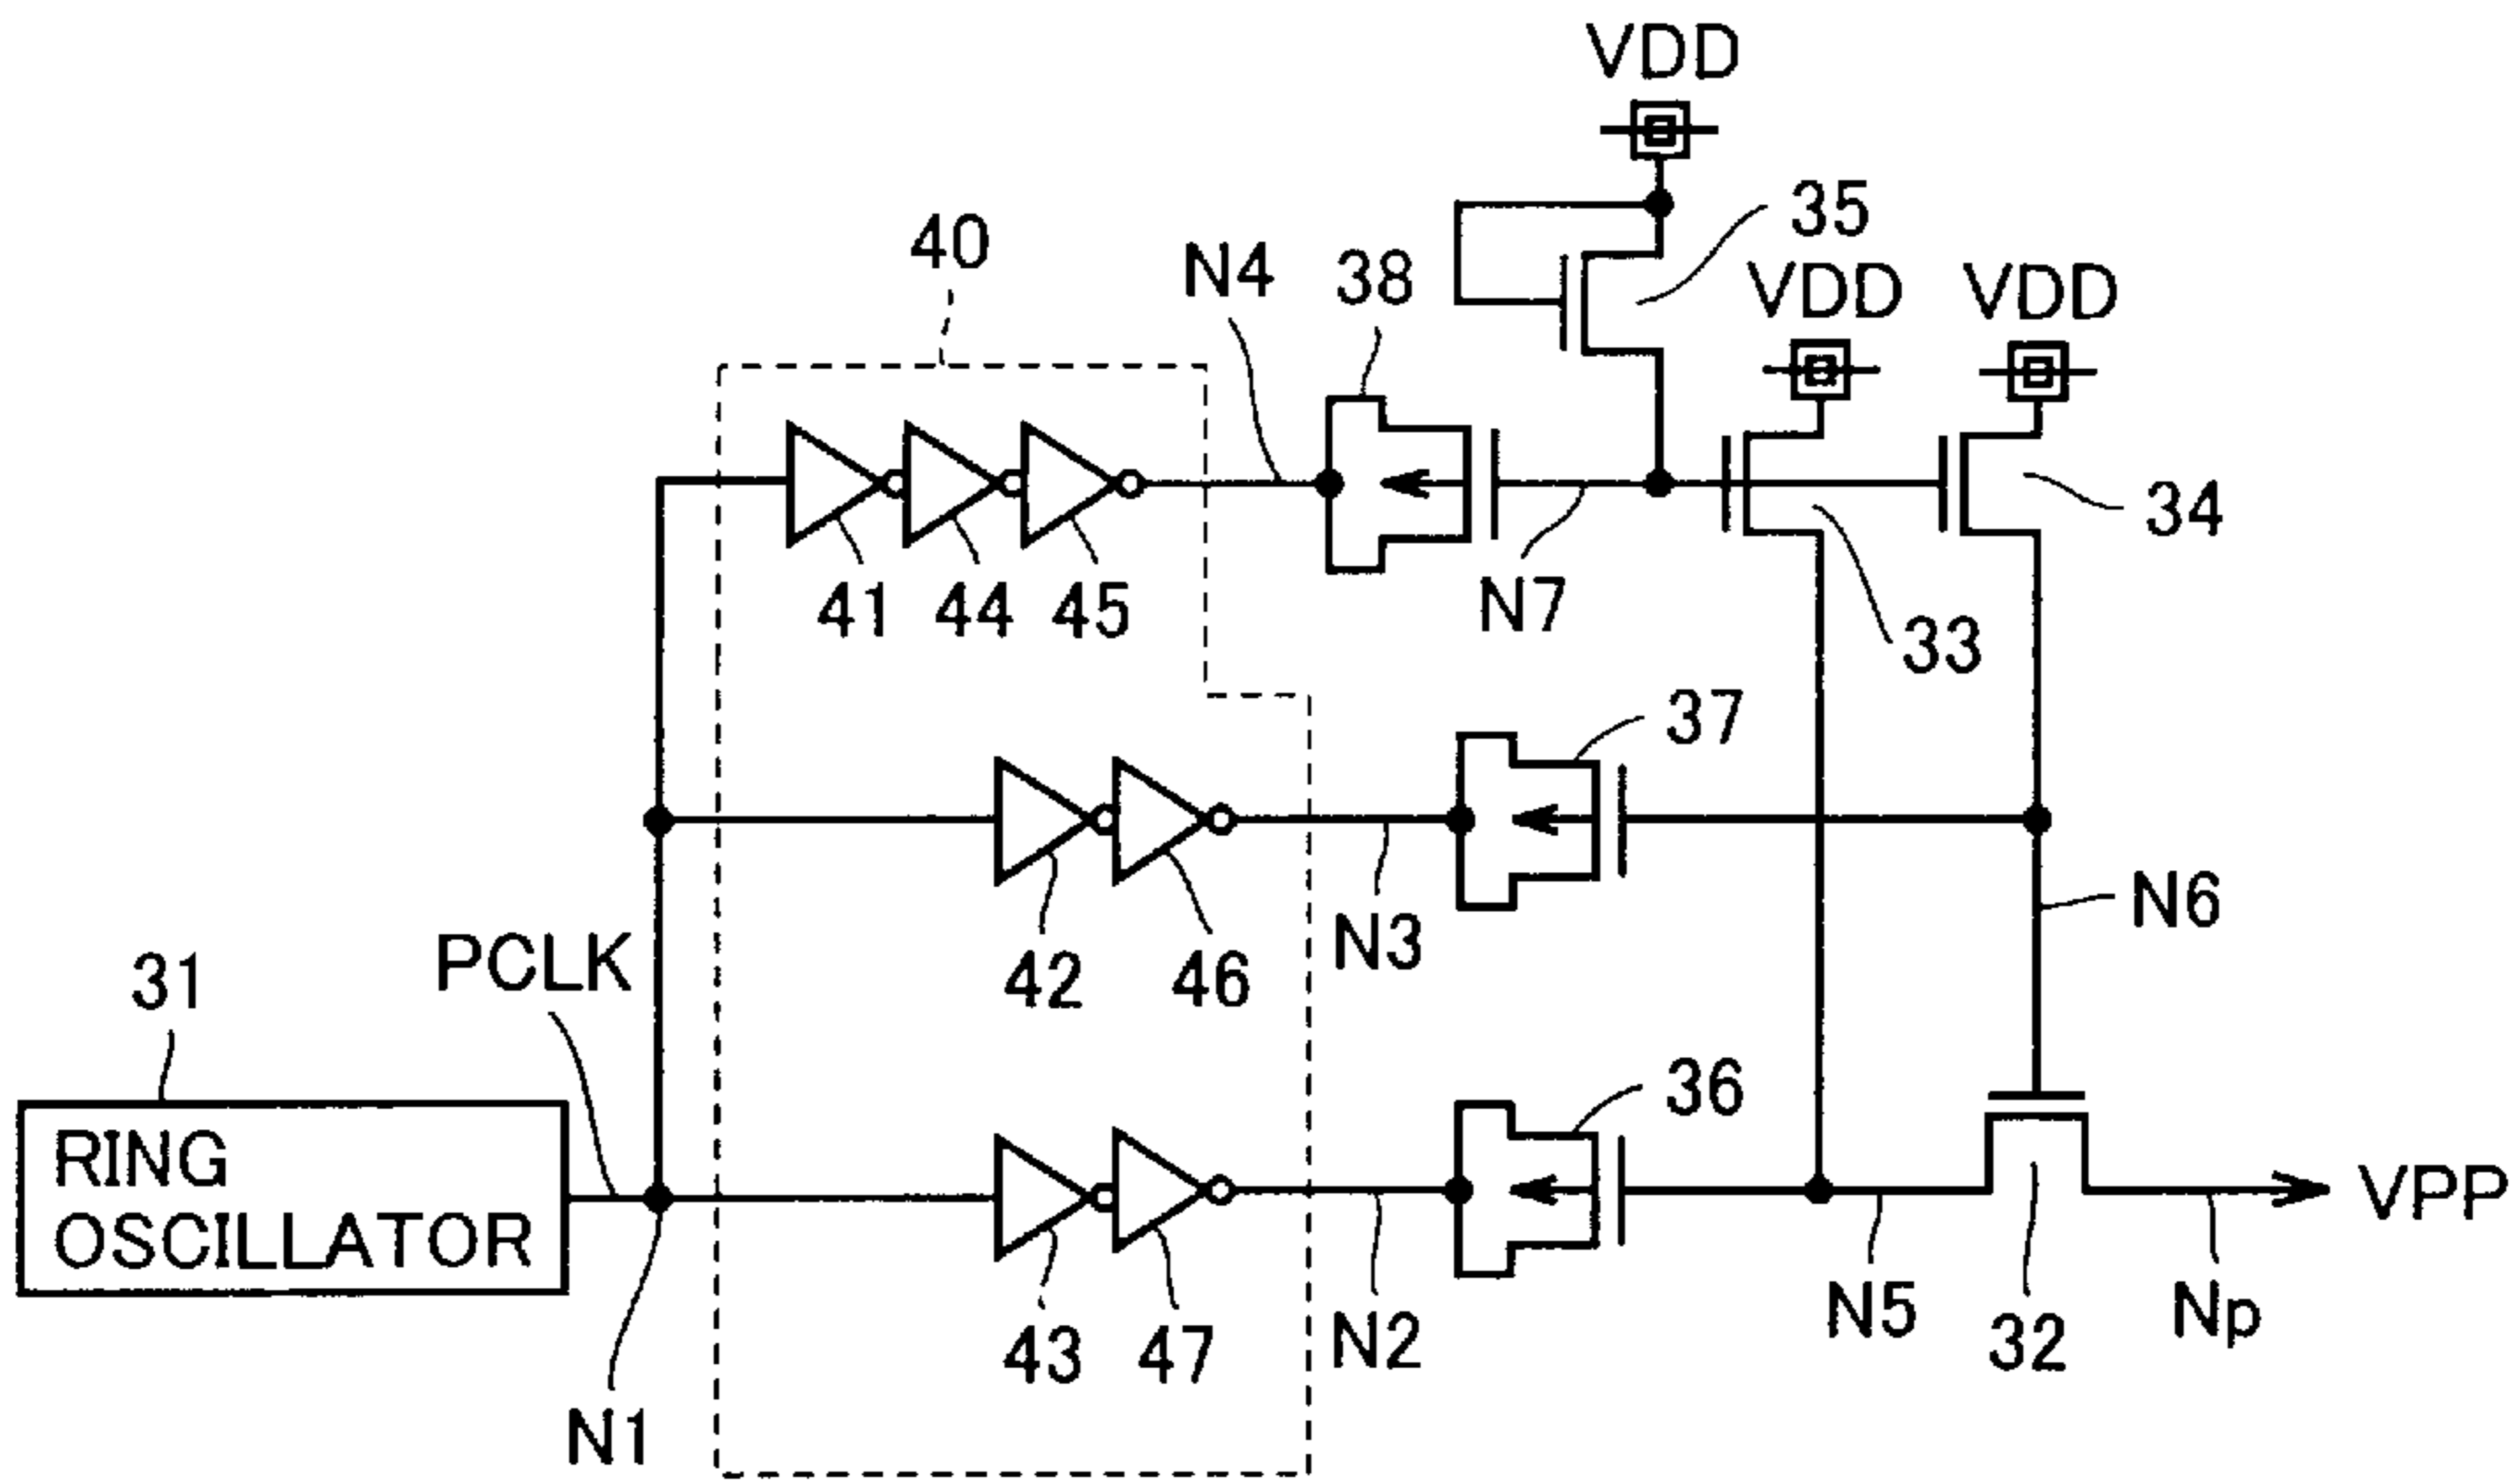 VDD
35
40
N4
38
VDD
VDD
34
41
44
45
N7
33
37
N6
PCLK
31
42
46
N3
36
RING
OSCILLATOR
VPP
43
47
N2
N5
32
Np
N1